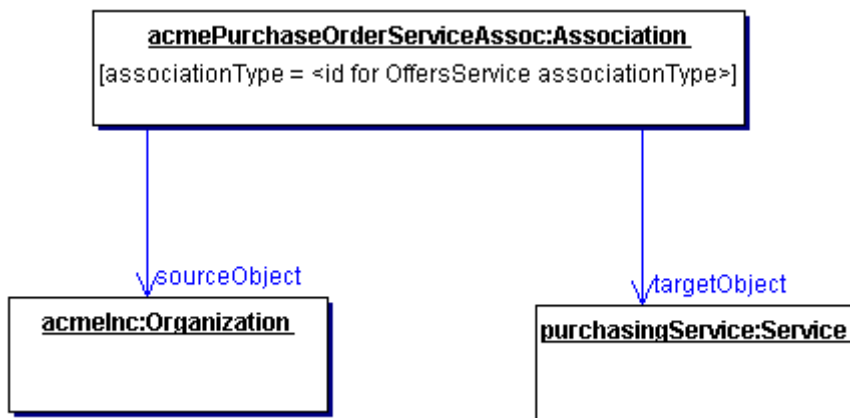 acmePurchaseOrderServiceAssoc:Association
[associationType = <id for OffersService associationType>]
sourceObject
targetObject
acmeInc:Organization
purchasingService:Service